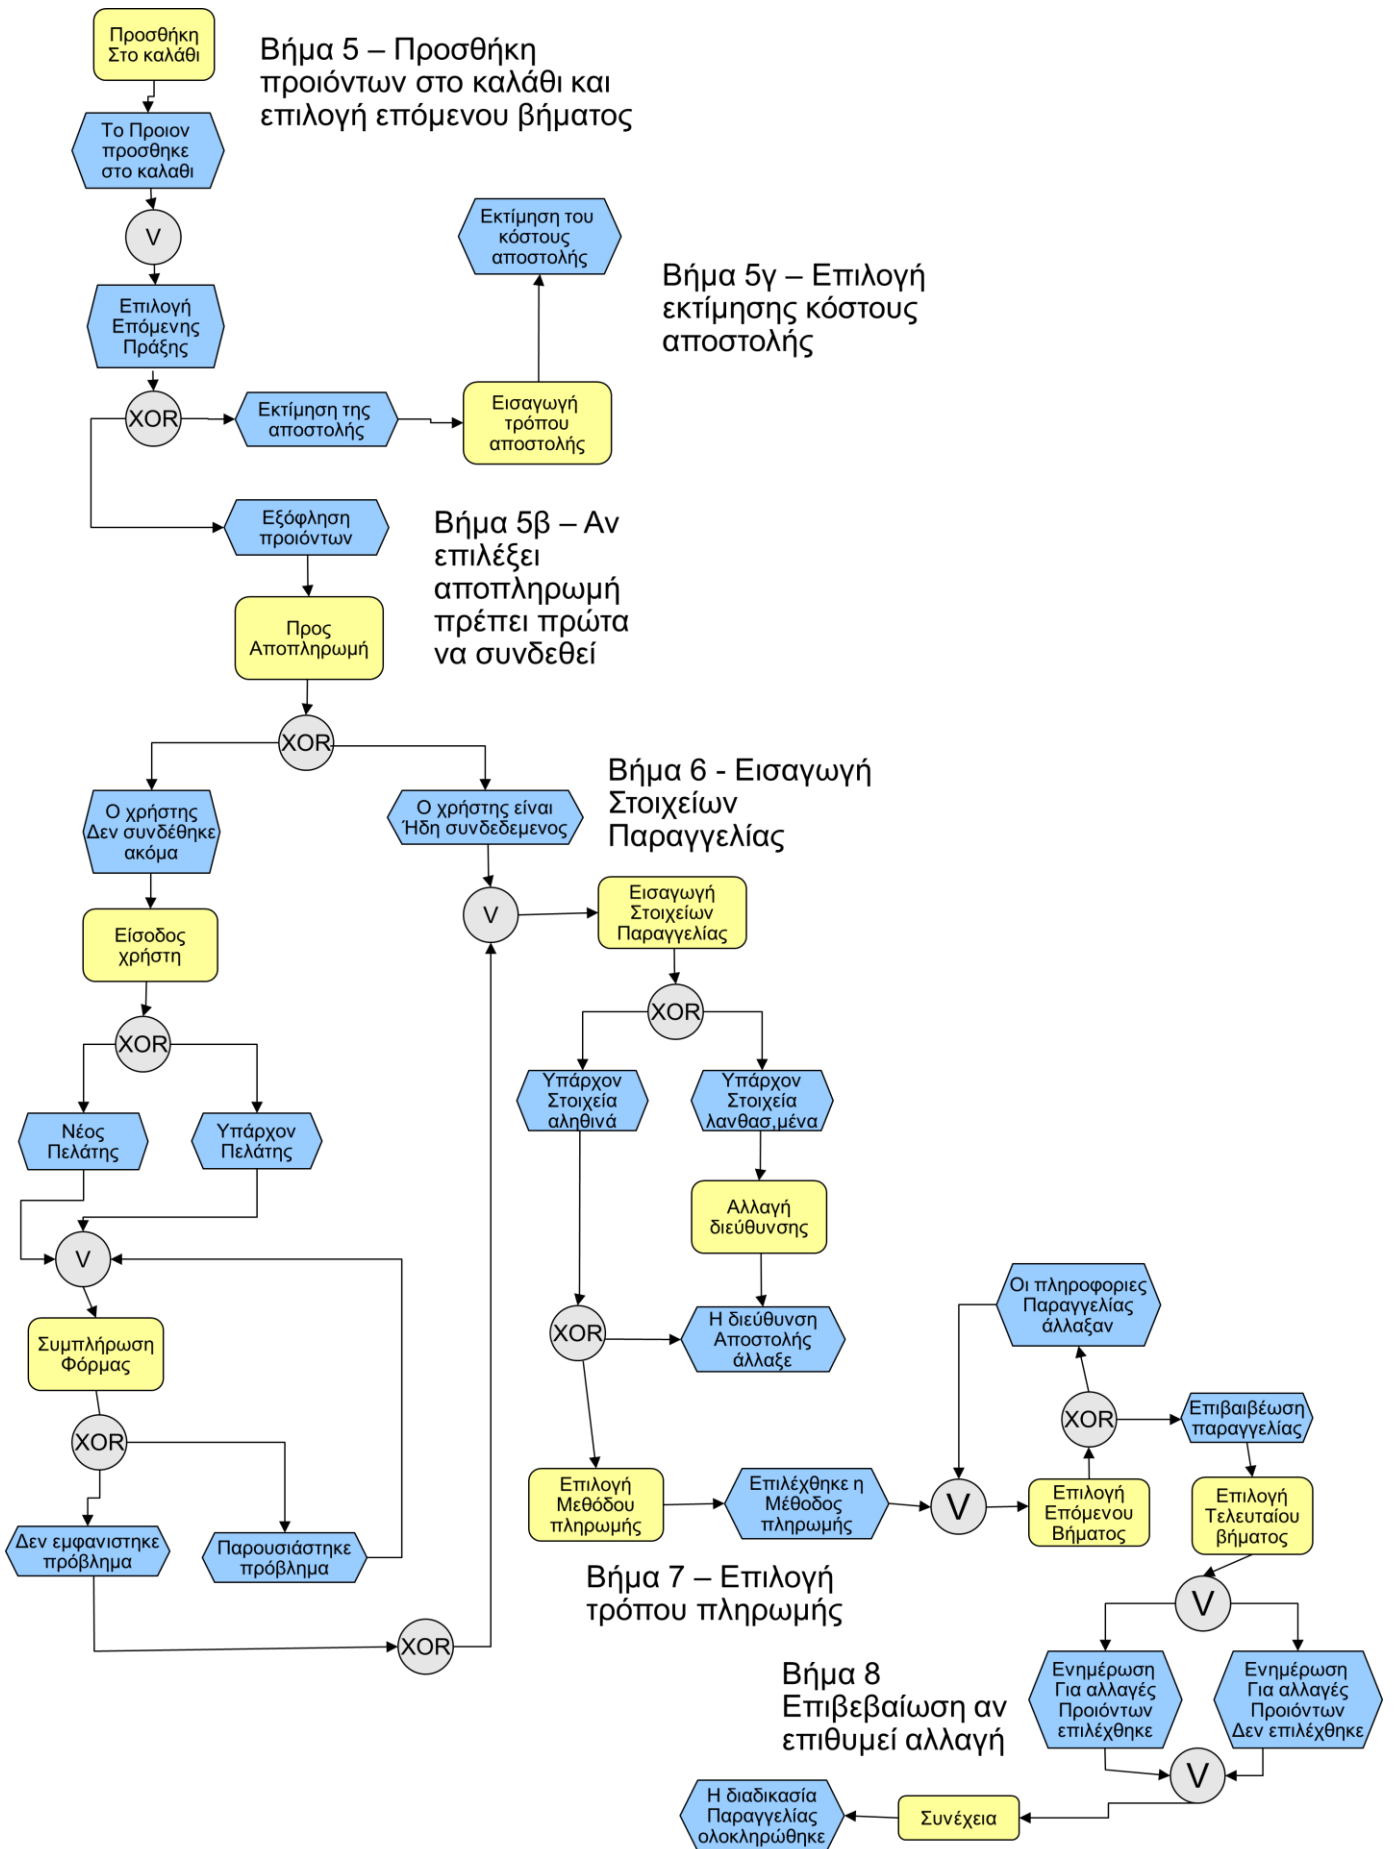 Προσθήκη
Στο καλάθι
Βήμα 5 – Προσθήκη
προιόντων στο καλάθι και
επιλογή επόμενου βήματος
Το Προιον
προσθηκε
στο καλαθι
V
Εκτίμηση του
κόστους
αποστολής
Βήμα 5γ – Επιλογή
εκτίμησης κόστους
αποστολής
Επιλογή
Επόμενης
Πράξης
XOR
Εκτίμηση της
αποστολής
Εισαγωγή
τρόπου
αποστολής
Εξόφληση
προιόντων
Βήμα 5β – Αν
επιλέξει
αποπληρωμή
πρέπει πρώτα
να συνδεθεί
Προς
Αποπληρωμή
XOR
Βήμα 6 - Εισαγωγή
Στοιχείων
Παραγγελίας
Ο χρήστης
Δεν συνδέθηκε
ακόμα
Ο χρήστης είναι
Ήδη συνδεδεμενος
V
Εισαγωγή
Στοιχείων
Παραγγελίας
Είσοδος
χρήστη
XOR
XOR
Υπάρχον
Στοιχεία
αληθινά
Υπάρχον
Στοιχεία
λανθασ,μένα
Νέος
Πελάτης
Υπάρχον
Πελάτης
Αλλαγή
διεύθυνσης
V
Οι πληροφοριες
Παραγγελίας
άλλαξαν
XOR
Η διεύθυνση
Αποστολής
άλλαξε
Συμπλήρωση
Φόρμας
XOR
XOR
Επιβαιβέωση
παραγγελίας
Επιλογή
Μεθόδου
πληρωμής
Επιλέχθηκε η
Μέθοδος
πληρωμής
V
Επιλογή
Επόμενου
Βήματος
Επιλογή
Τελευταίου
βήματος
Δεν εμφανιστηκε
πρόβλημα
Παρουσιάστηκε
πρόβλημα
Βήμα 7 – Επιλογή
τρόπου πληρωμής
V
XOR
Βήμα 8
Επιβεβαίωση αν
επιθυμεί αλλαγή
Ενημέρωση
Για αλλαγές
Προιόντων
επιλέχθηκε
Ενημέρωση
Για αλλαγές
Προιόντων
Δεν επιλέχθηκε
V
Η διαδικασία
Παραγγελίας
ολοκληρώθηκε
Συνέχεια